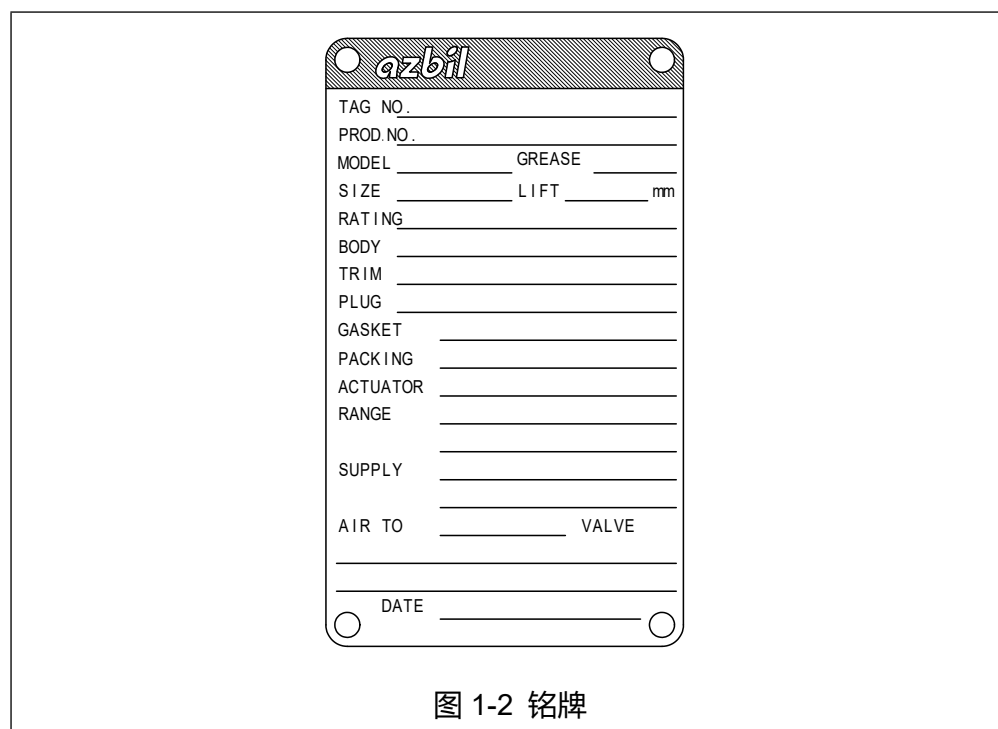 azbil
TAG NO.
PROD.NO.
MODEL GREASE
SIZE LIFT mm
RATING
BODY
TRIM
PLUG
GASKET
PACKING
ACTUATOR
RANGE
SUPPLY
AIR TO VALVE
DATE
图 1-2 铭牌